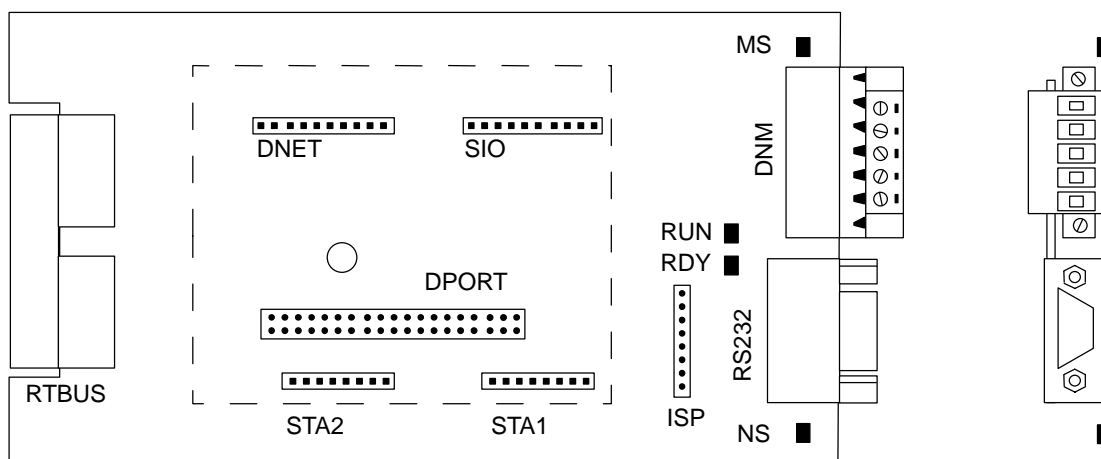 MS
DNET
SIO
DNM
RUN
RDY
DPORT
RS232
RTBUS
STA2
STA1
ISP
NS